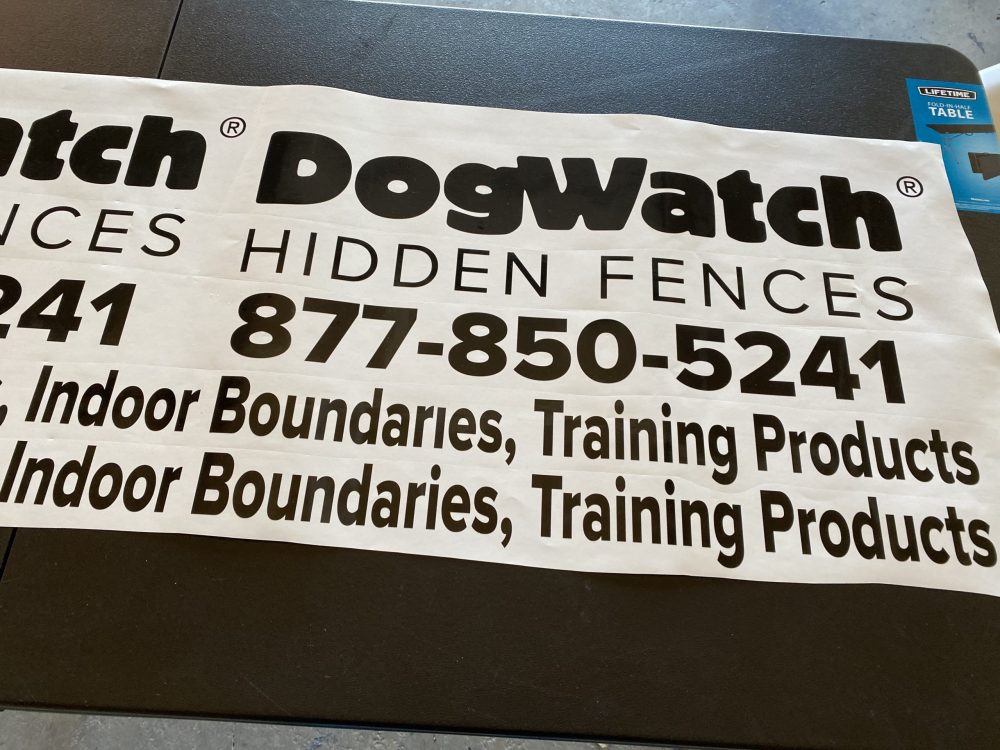 atch® DogWatch®
NCES HIDDEN FENCES
241 877-850-5241
, Indoor Boundarıes, Training Products
Indoor Boundaries, Training Products
LIFETIME
FOLD-IN-HALF
TABLE